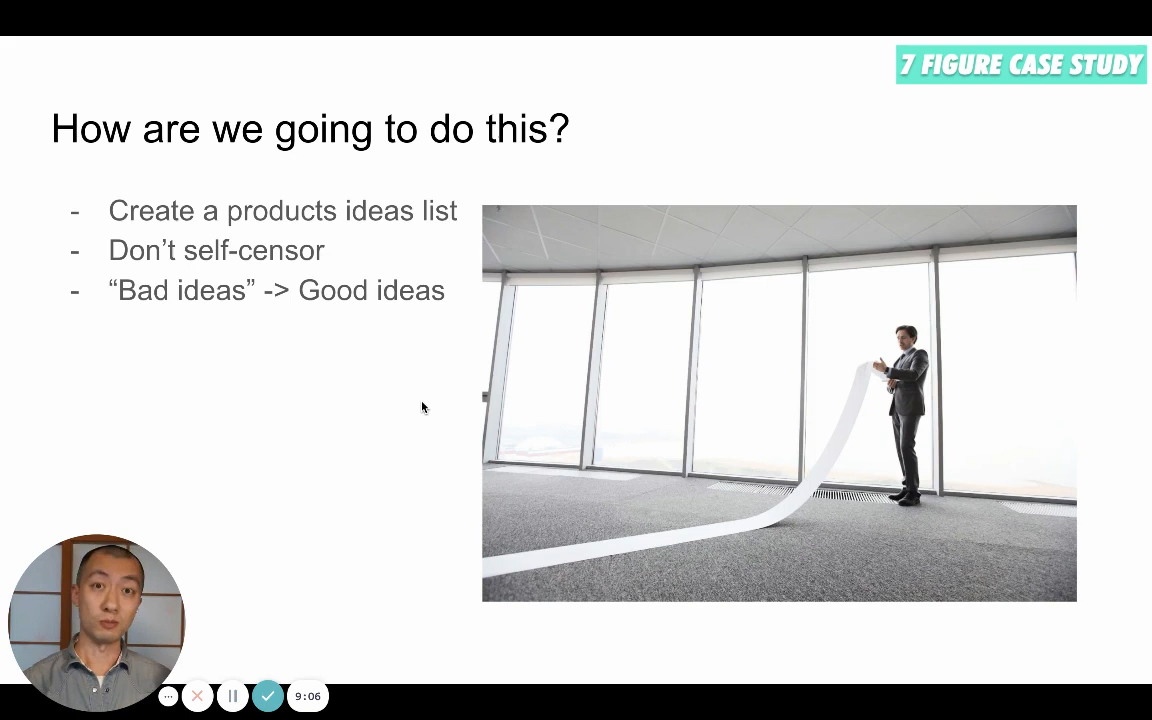 7 FIGURE CASE STUDY
How are we going to do this?
- Create a products ideas list
- Don’t self-censor
- “Bad ideas” -> Good ideas
9:06